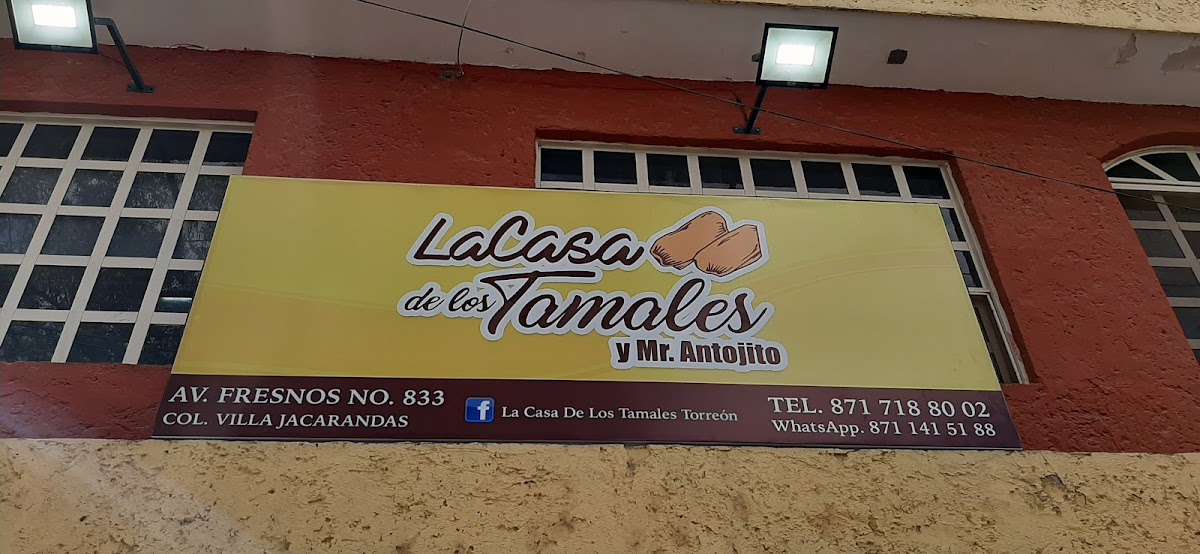 LaCasa
de los Tamales
y Mr. Antojito
AV. FRESNOS NO. 833
COL. VILLA JACARANDAS
f La Casa De Los Tamales Torreón
TEL. 871 718 80 02
WhatsApp. 871 141 51 88